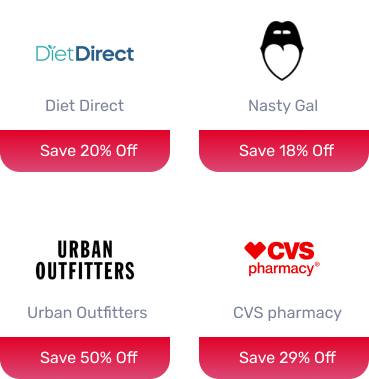 DietDirect
Diet Direct
Save 20% Off
Nasty Gal
Save 18% Off
URBAN
OUTFITTERS
Urban Outfitters
Save 50% Off
CVS
pharmacy®
CVS pharmacy
Save 29% Off